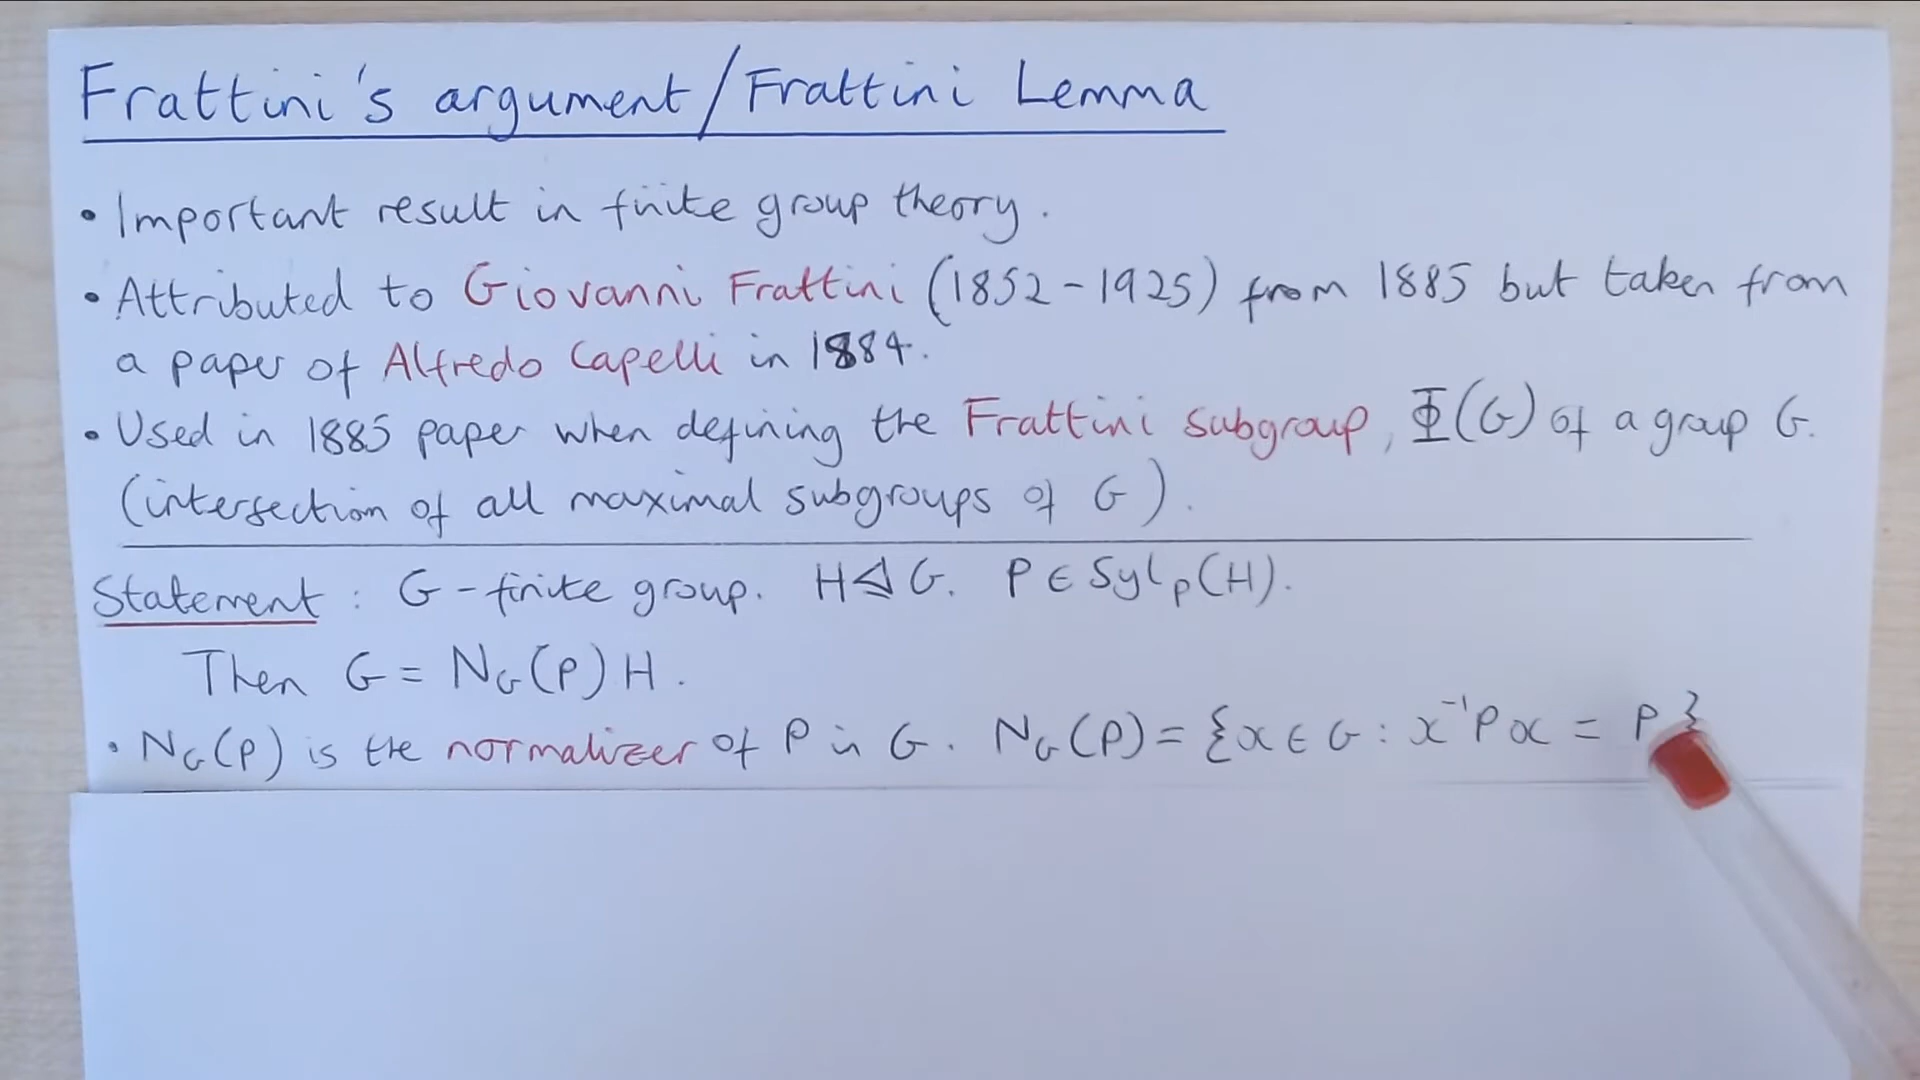 Frattini's argument/Frattini Lemma
• Important result in finite group theory.
• Attributed to Giovanni Frattini (1852-1925) from 1885 but taken from
a paper of Alfredo Capelli in 1884.
• Used in 1885 paper when defining the Frattini subgroup, Φ(G) of a group G.
(intersection of all maximal subgroups of G).
Statement: G-finite group. H⊴G. P∈Syl_p(H).
Then G = N_G(P)H.
• N_G(P) is the normalizer of P in G. N_G(P) = {x∈G : x⁻¹Px = P}